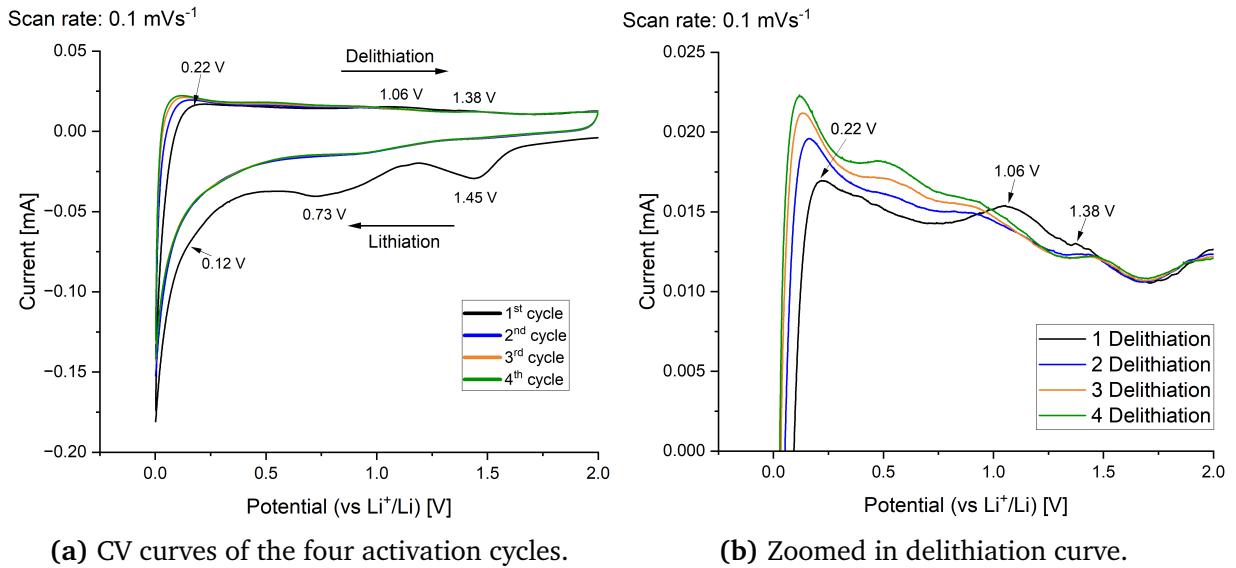 Scan rate: 0.1 mVs⁻¹
0.05
0.00
−0.05
−0.10
−0.15
−0.20
Current [mA]
Delithiation
0.22 V
1.06 V
1.38 V
0.73 V
1.45 V
Lithiation
0.12 V
1ˢᵗ cycle
2ⁿᵈ cycle
3ʳᵈ cycle
4ᵗʰ cycle
0.0 0.5 1.0 1.5 2.0
Potential (vs Li⁺/Li) [V]
(a) CV curves of the four activation cycles.
Scan rate: 0.1 mVs⁻¹
0.025
0.020
0.015
0.010
0.005
0.000
Current [mA]
0.22 V
1.06 V
1.38 V
1 Delithiation
2 Delithiation
3 Delithiation
4 Delithiation
0.0 0.5 1.0 1.5 2.0
Potential (vs Li⁺/Li) [V]
(b) Zoomed in delithiation curve.